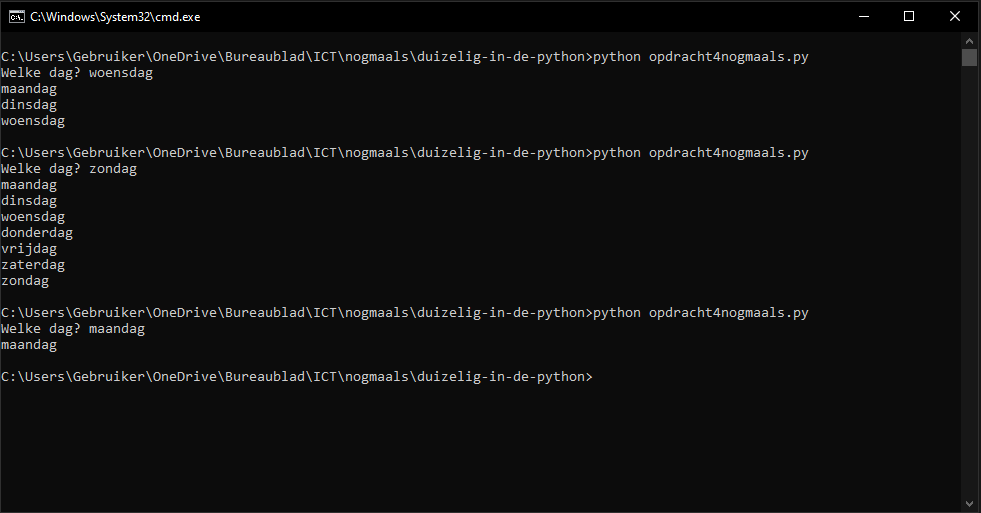 C:\Windows\System32\cmd.exe
C:\Users\Gebruiker\OneDrive\Bureaublad\ICT\nogmaals\duizelig-in-de-python>python opdracht4nogmaals.py
Welke dag? woensdag
maandag
dinsdag
woensdag
C:\Users\Gebruiker\OneDrive\Bureaublad\ICT\nogmaals\duizelig-in-de-python>python opdracht4nogmaals.py
Welke dag? zondag
maandag
dinsdag
woensdag
donderdag
vrijdag
zaterdag
zondag
C:\Users\Gebruiker\OneDrive\Bureaublad\ICT\nogmaals\duizelig-in-de-python>python opdracht4nogmaals.py
Welke dag? maandag
maandag
C:\Users\Gebruiker\OneDrive\Bureaublad\ICT\nogmaals\duizelig-in-de-python>